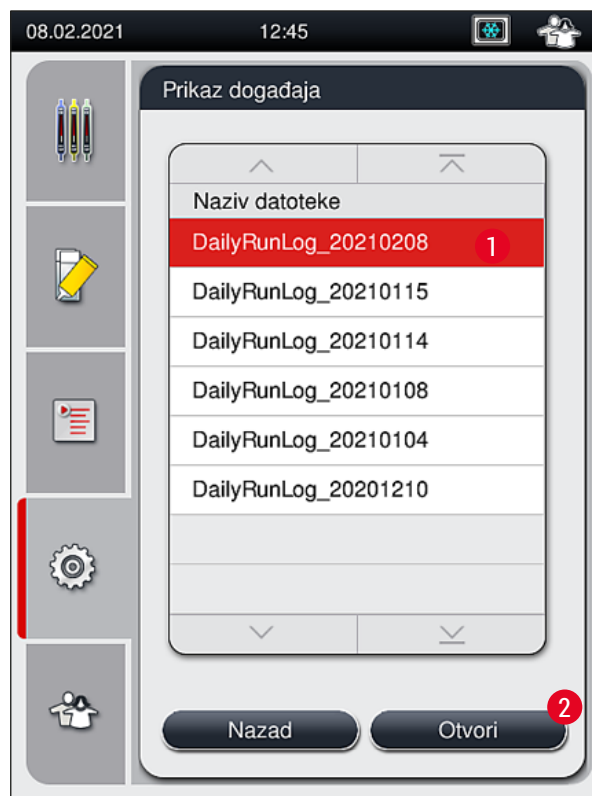 08.02.2021 12:45
Prikaz događaja
Naziv datoteke
DailyRunLog_20210208 1
DailyRunLog_20210115
DailyRunLog_20210114
DailyRunLog_20210108
DailyRunLog_20210104
DailyRunLog_20201210
2
Nazad Otvori